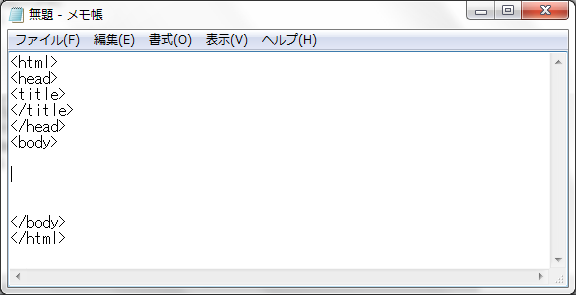 無題 - メモ帳
ファイル(F) 編集(E) 書式(O) 表示(V) ヘルプ(H)
<html>
<head>
<title>
</title>
</head>
<body>
</body>
</html>